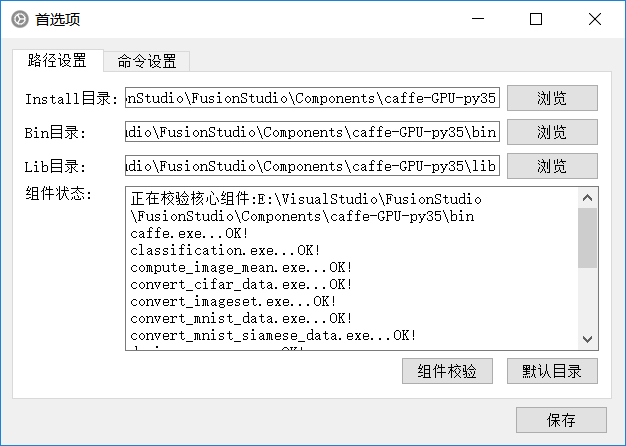 首选项
路径设置 命令设置
Install目录: onStudio\FusionStudio\Components\caffe-GPU-py35 浏览
Bin目录: udio\FusionStudio\Components\caffe-GPU-py35\bin 浏览
Lib目录: udio\FusionStudio\Components\caffe-GPU-py35\lib 浏览
组件状态:
正在校验核心组件:E:\VisualStudio\FusionStudio
\FusionStudio\Components\caffe-GPU-py35\bin
caffe.exe...OK!
classification.exe...OK!
compute_image_mean.exe...OK!
convert_cifar_data.exe...OK!
convert_imageset.exe...OK!
convert_mnist_data.exe...OK!
convert_mnist_siamese_data.exe...OK!
组件校验 默认目录
保存